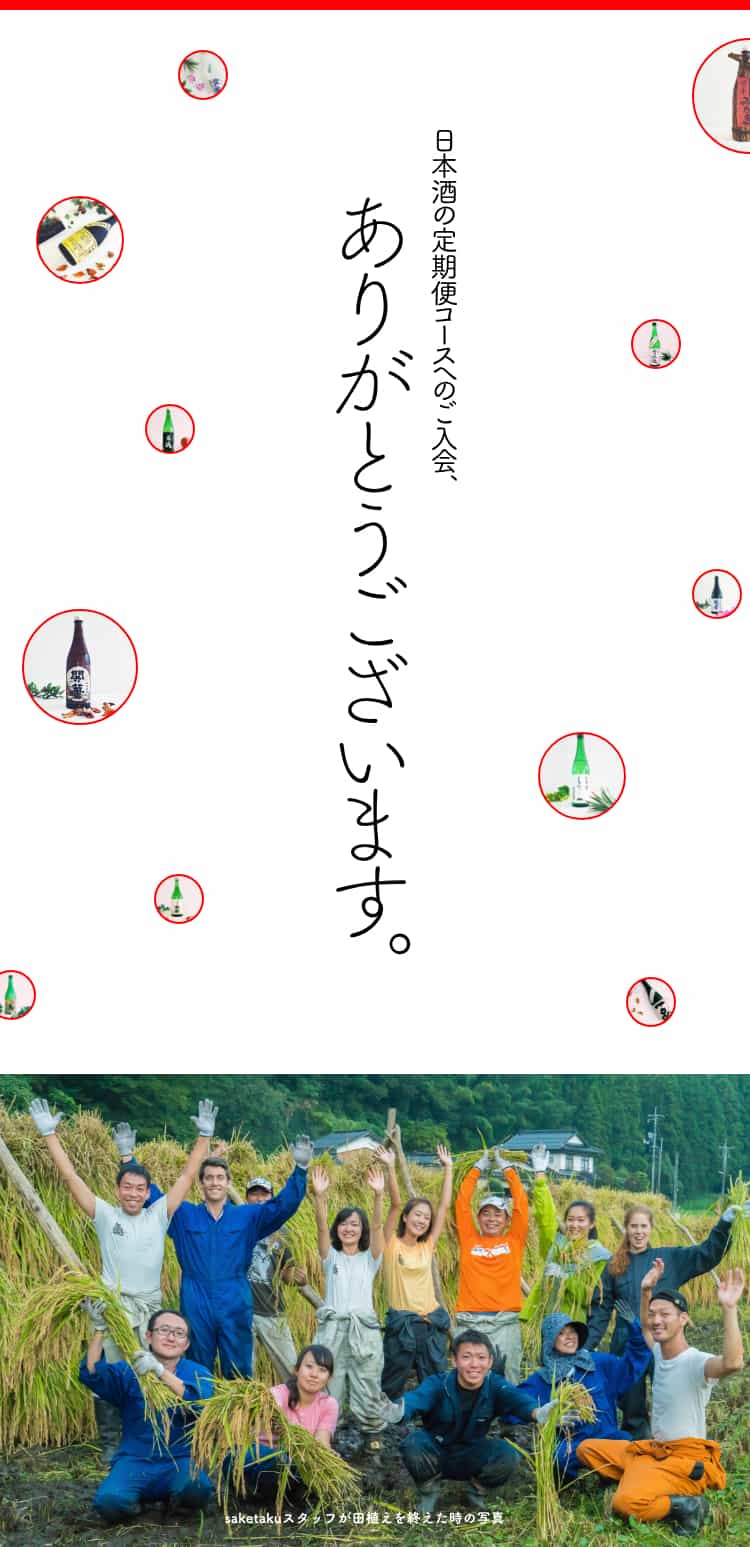 日本酒の定期便コースへのご入会、
ありがとうございます。
開華
saketakuスタッフが田植えを終えた時の写真